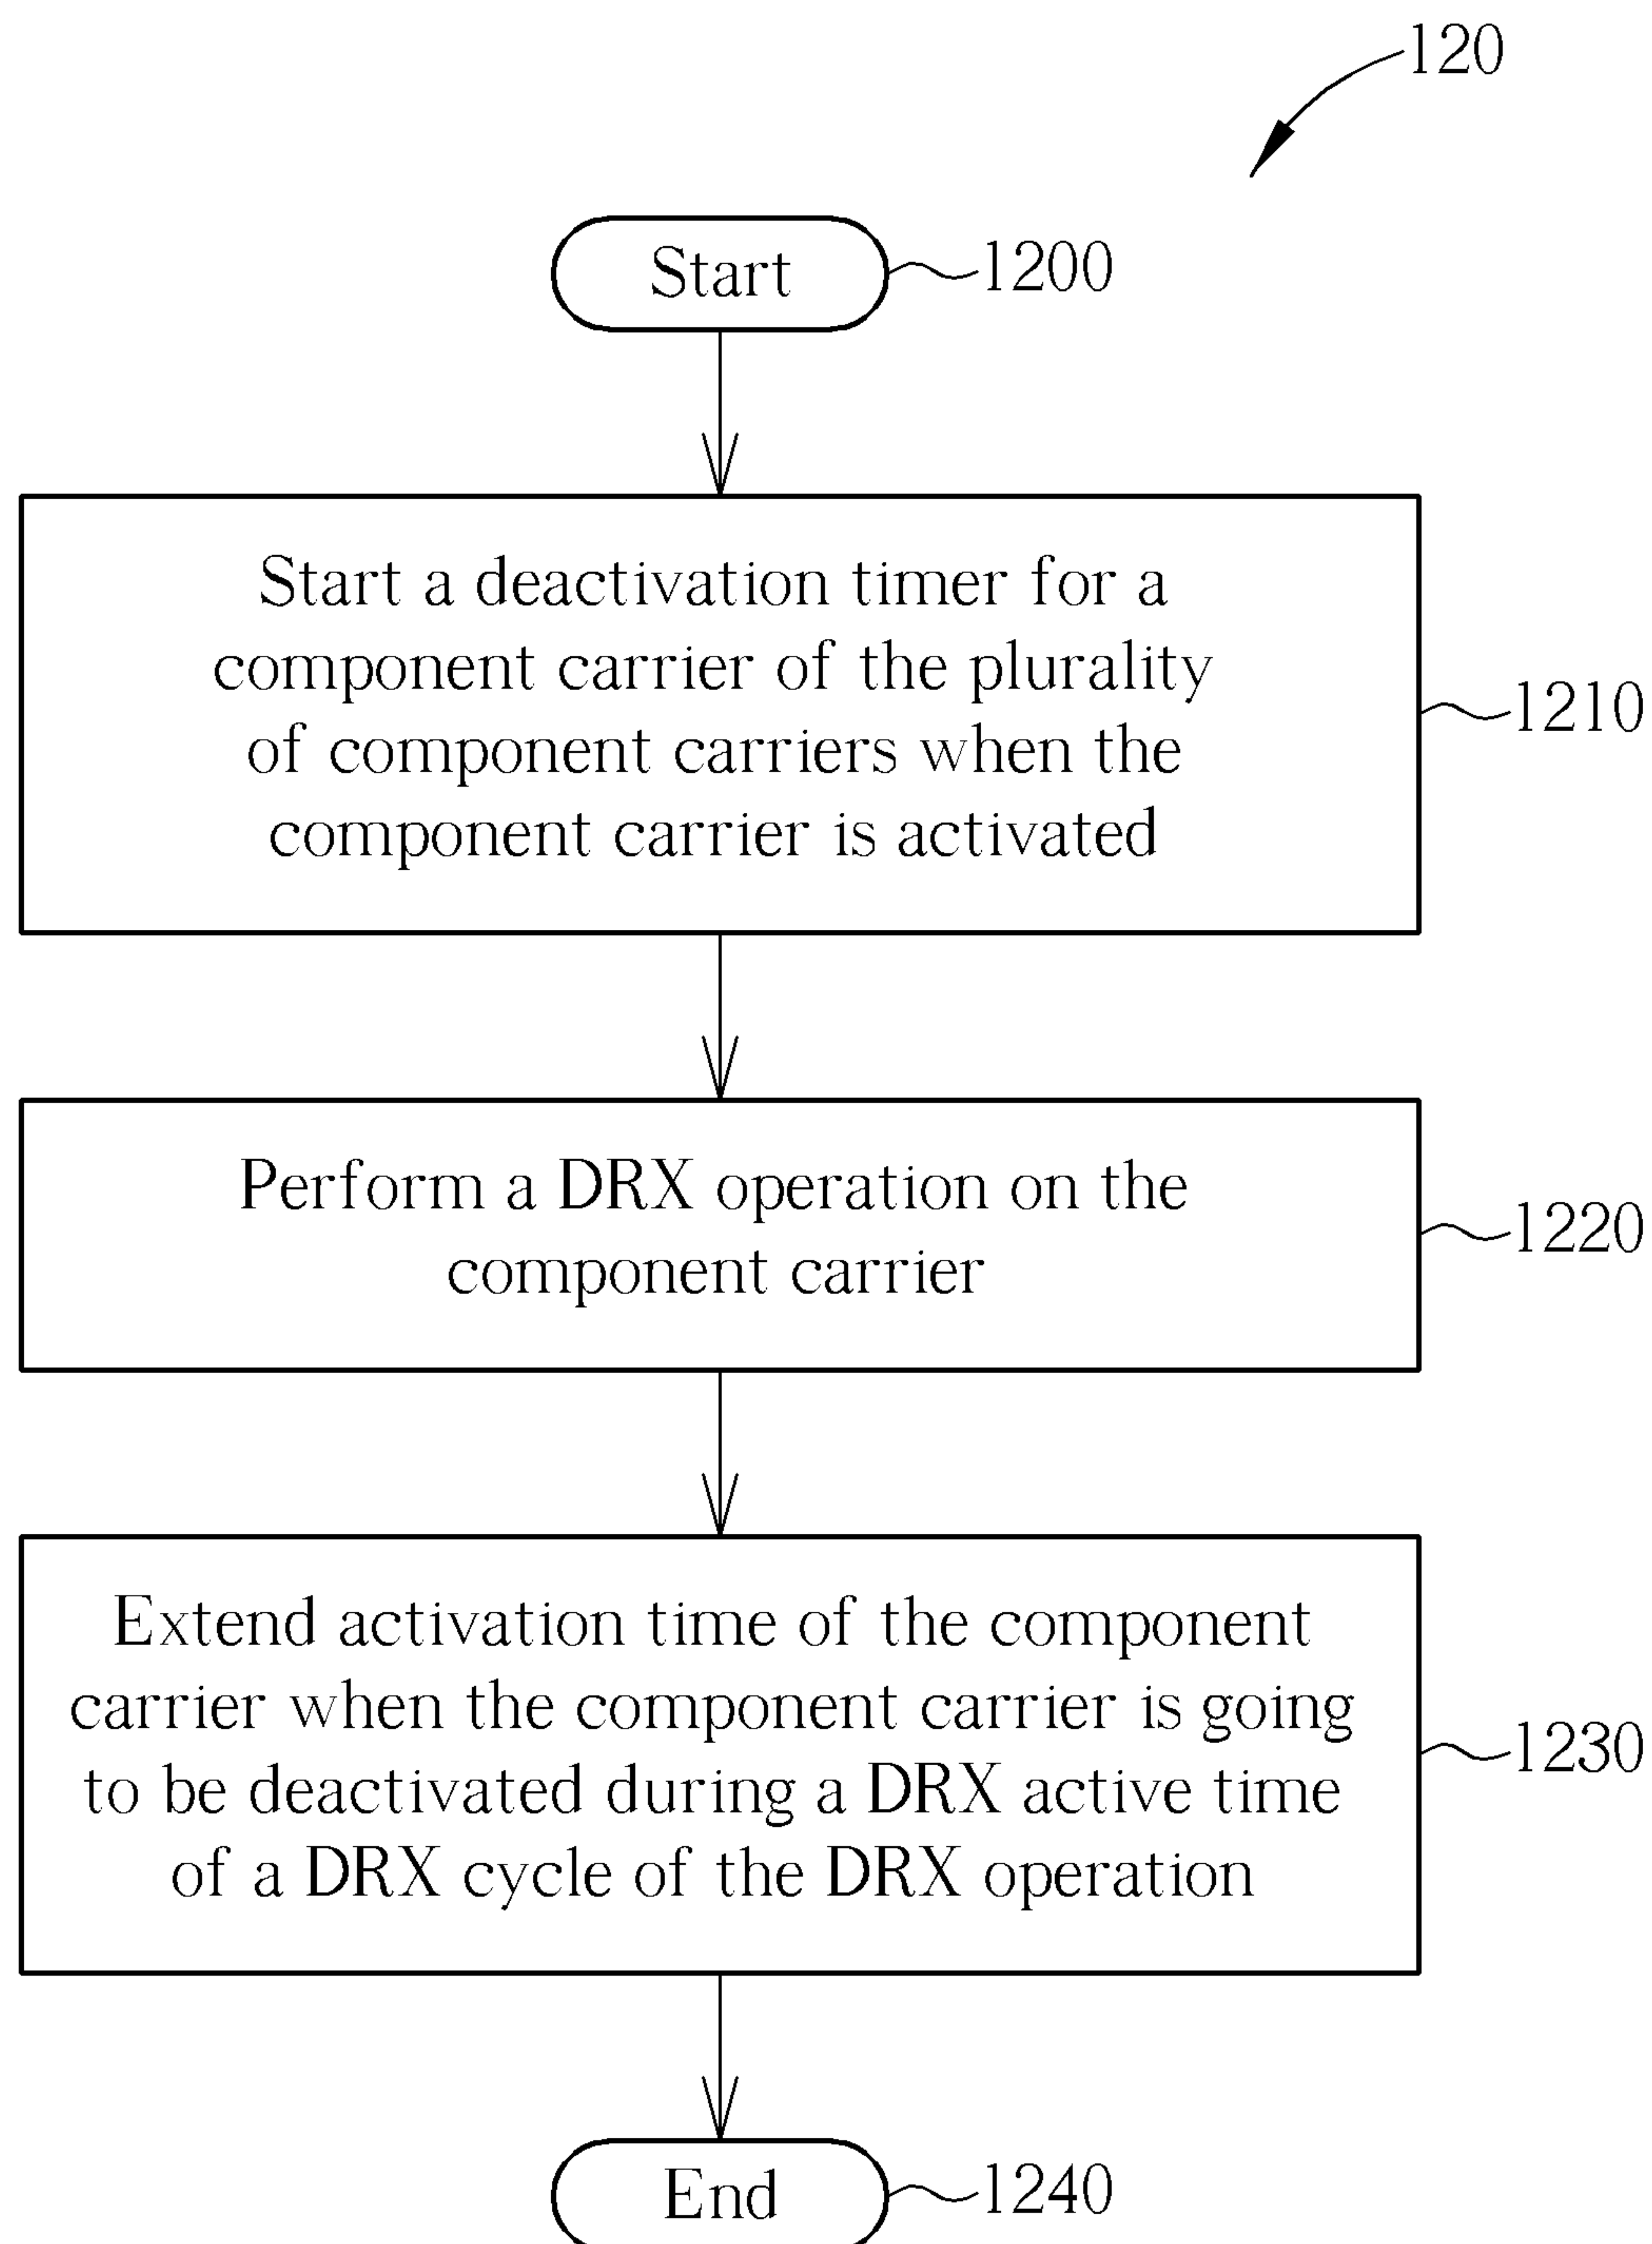 120
Start
1200
Start a deactivation timer for a
component carrier of the plurality
of component carriers when the
component carrier is activated
1210
Perform a DRX operation on the
component carrier
1220
Extend activation time of the component
carrier when the component carrier is going
to be deactivated during a DRX active time
of a DRX cycle of the DRX operation
1230
End
1240